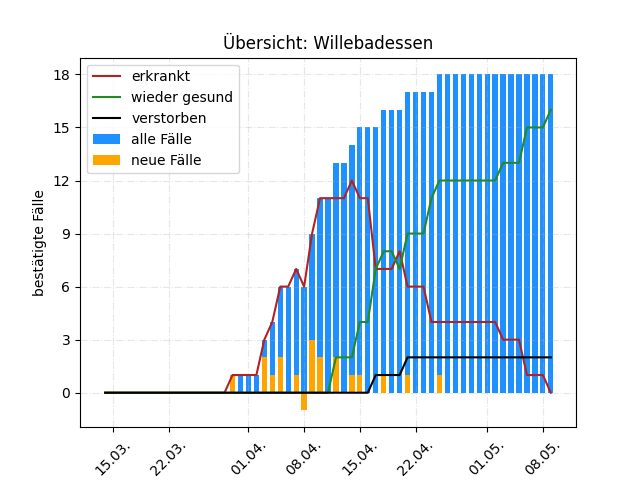 Übersicht: Willebadessen
erkrankt
wieder gesund
verstorben
alle Fälle
neue Fälle
bestätigte Fälle
18
15
12
9
6
3
0
15.03.
22.03.
01.04.
08.04.
15.04.
22.04.
01.05.
08.05.